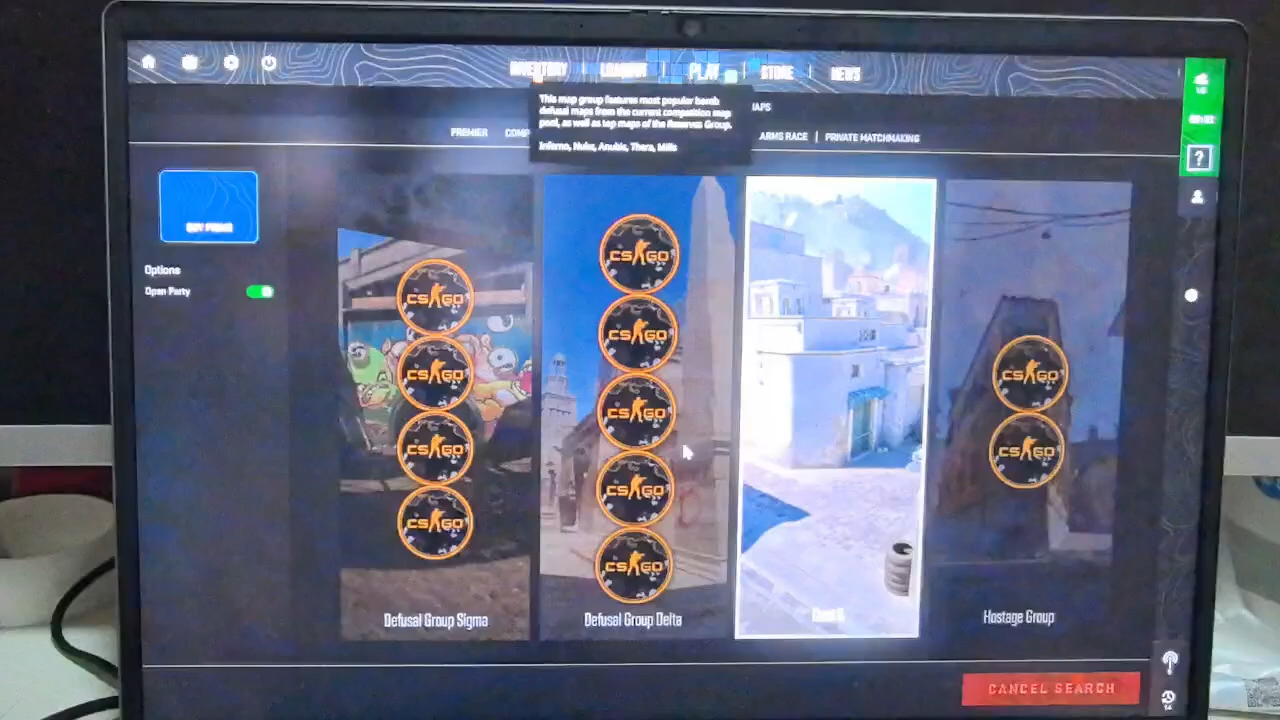 INVENTORY
LOADOUT
PLAY
STORE
NEWS
This map group features most popular bomb
defusal maps from the current competition map
pool, as well as top maps of the Reserves Group.
Inferno, Nuke, Anubis, Thera, Mills
PREMIER
ARMS RACE
PRIVATE MATCHMAKING
Options
Open Party
CS GO
CS GO
CS GO
CS GO
CS GO
CS GO
CS GO
CS GO
CS GO
CS GO
CS GO
Defusal Group Sigma
Defusal Group Delta
Hostage Group
CANCEL SEARCH